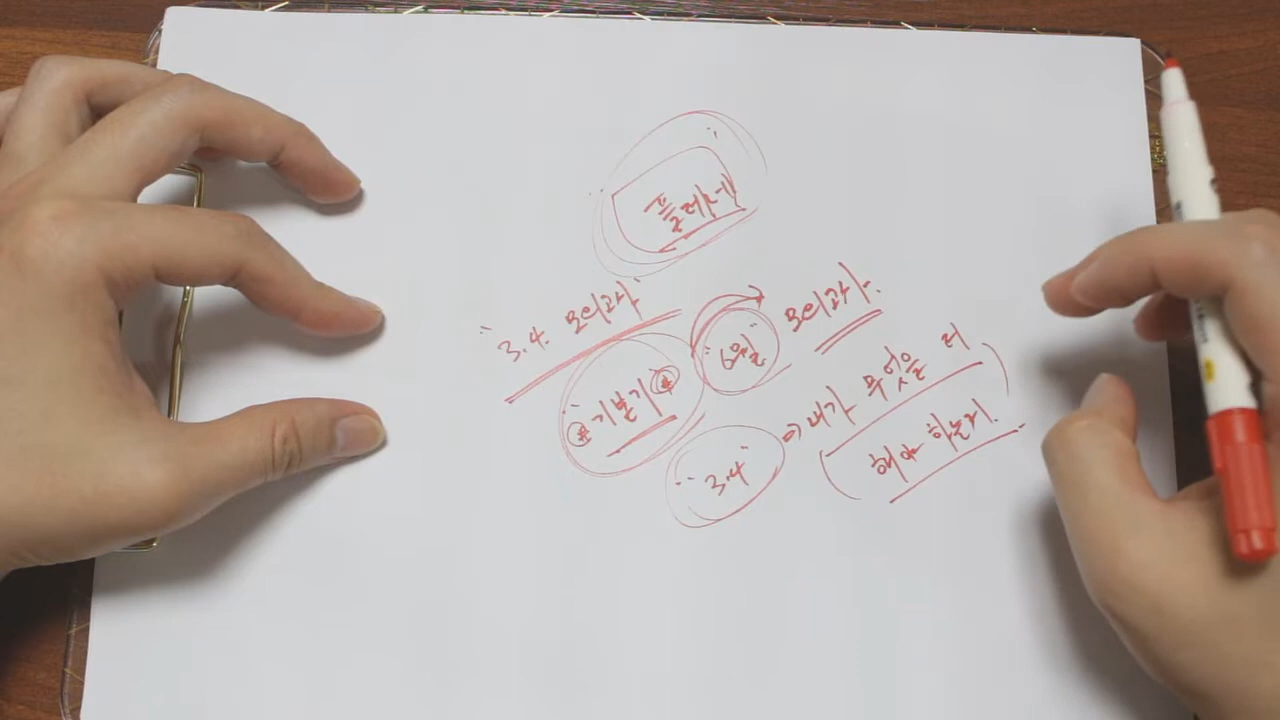 플래너
"3.4. 모의고사"
"6월" 모의고사.
"*기본기*"
"3.4" ⇒ 내가 무엇을 더
해야 하는지.